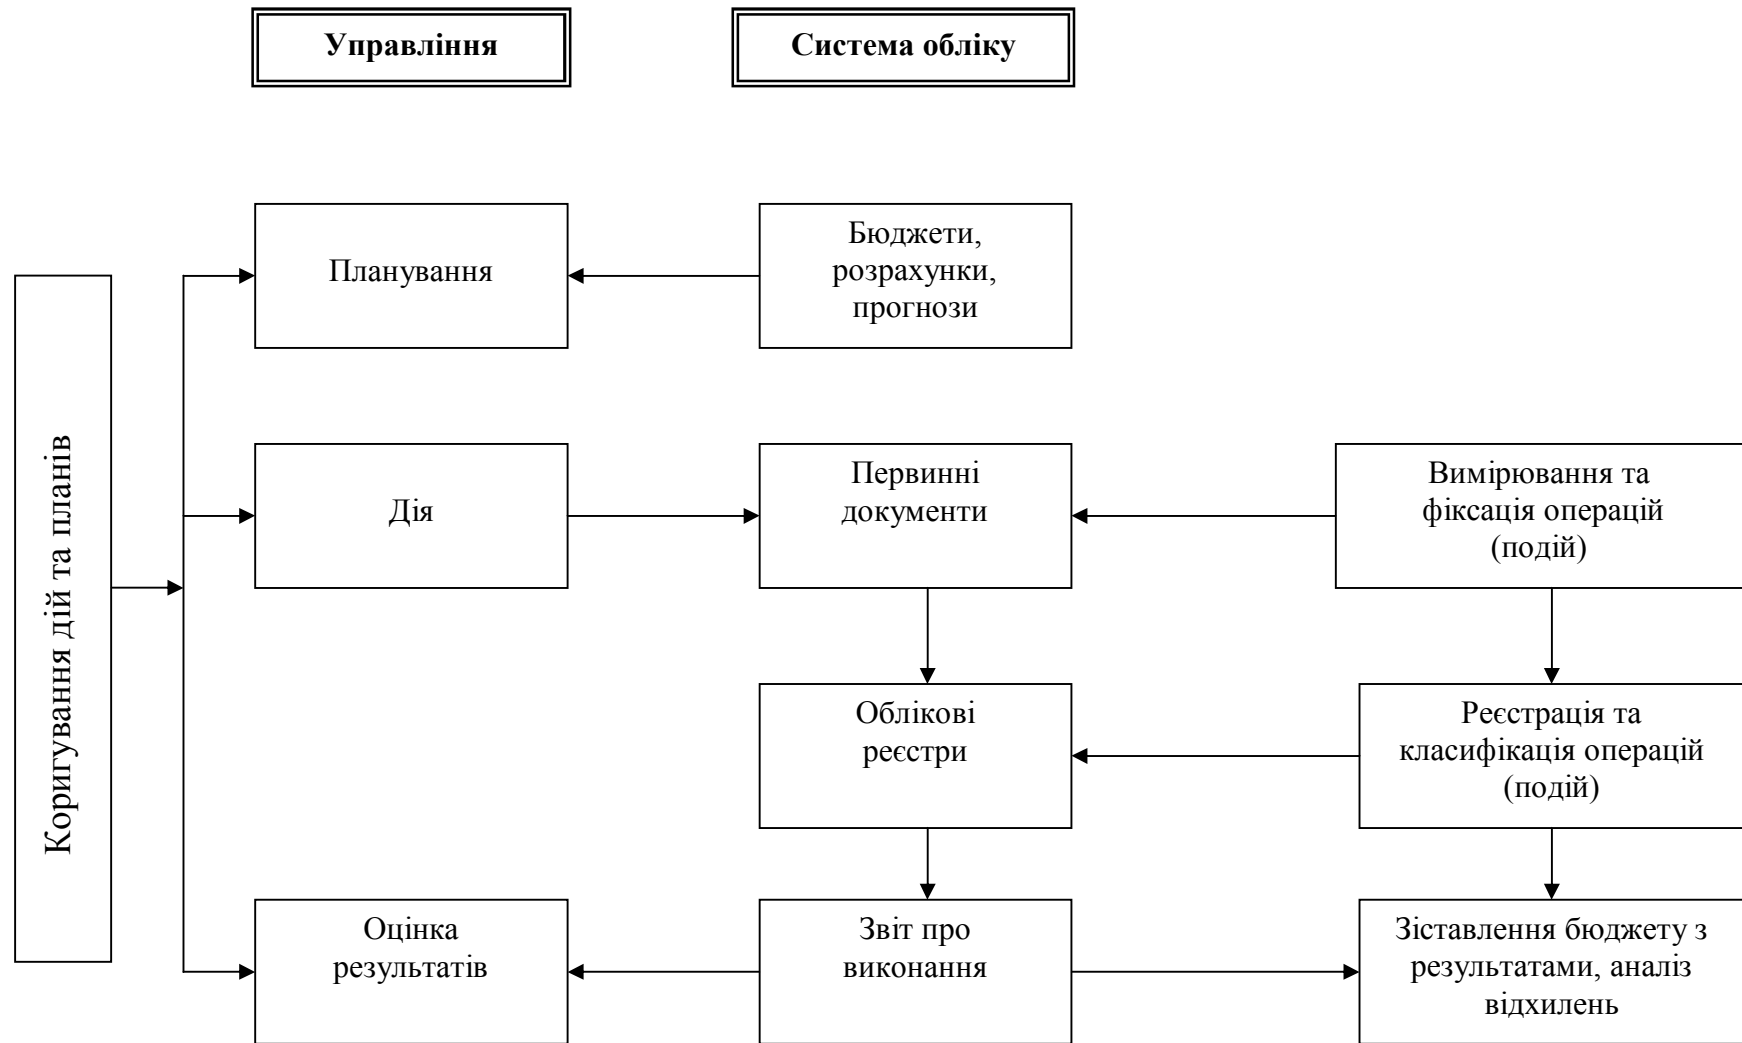 Управління
Система обліку
Планування
Бюджети,
розрахунки,
прогнози
Коригування дій та планів
Дія
Первинні
документи
Вимірювання та
фіксація операцій
(подій)
Облікові
реєстри
Реєстрація та
класифікація операцій
(подій)
Оцінка
результатів
Звіт про
виконання
Зіставлення бюджету з
результатами, аналіз
відхилень